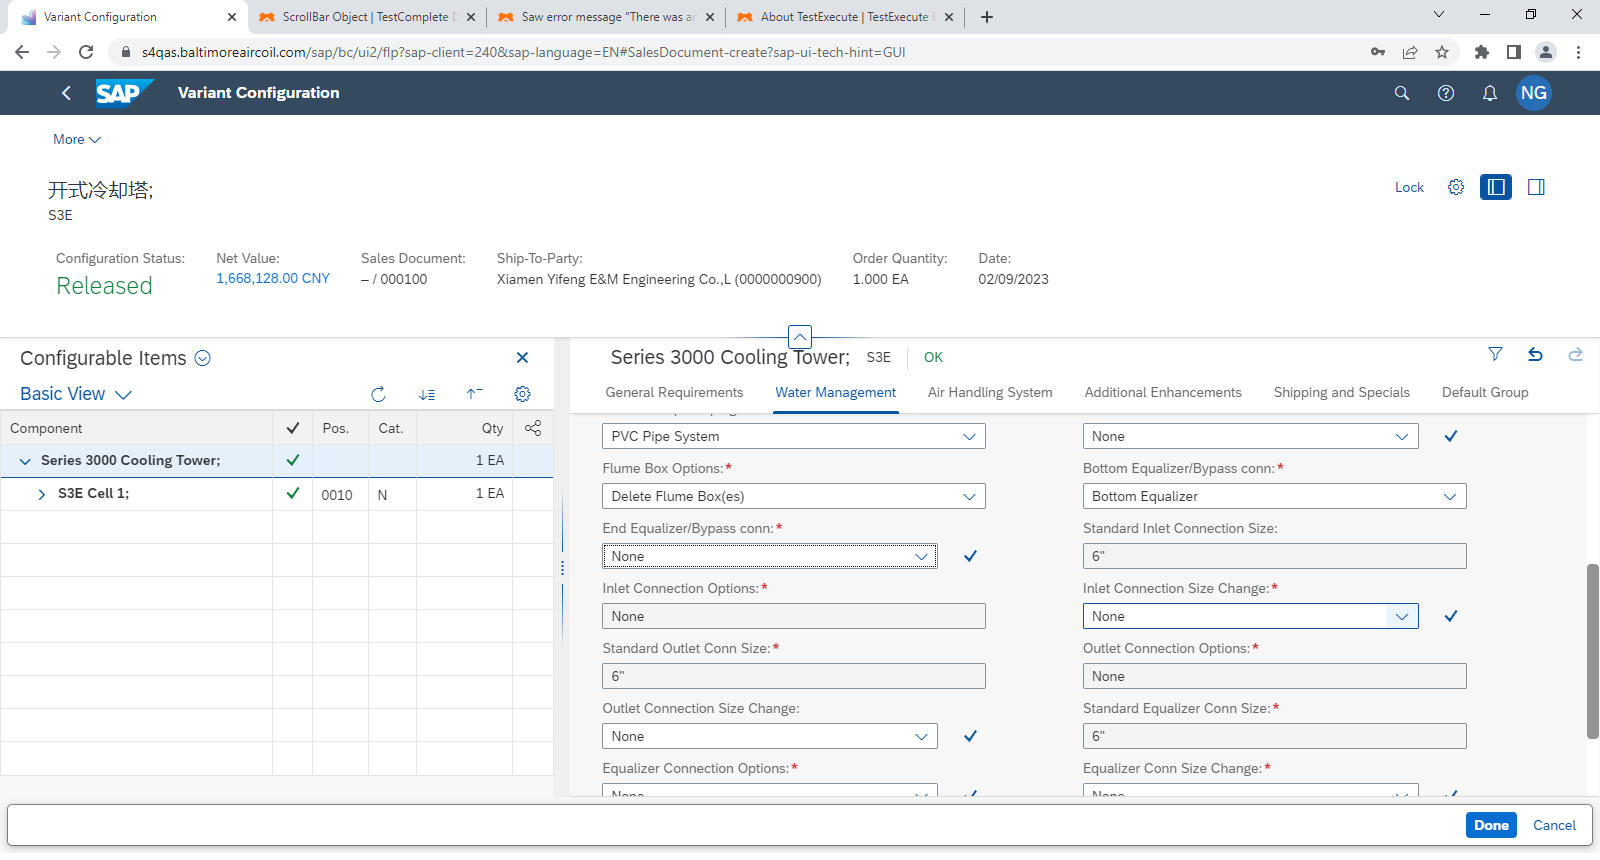 Variant Configuration
ScrollBar Object | TestComplete D
Saw error message "There was an
About TestExecute | TestExecute D
s4qas.baltimoreaircoil.com/sap/bc/ui2/flp?sap-client=240&sap-language=EN#SalesDocument-create?sap-ui-tech-hint=GUI
SAP
Variant Configuration
NG
More
开式冷却塔;
S3E
Lock
Configuration Status:
Released
Net Value:
1,668,128.00 CNY
Sales Document:
– / 000100
Ship-To-Party:
Xiamen Yifeng E&M Engineering Co.,L (0000000900)
Order Quantity:
1.000 EA
Date:
02/09/2023
Configurable Items
Basic View
Component Pos. Cat. Qty
Series 3000 Cooling Tower; 1 EA
S3E Cell 1; 0010 N 1 EA
Series 3000 Cooling Tower; S3E OK
General Requirements Water Management Air Handling System Additional Enhancements Shipping and Specials Default Group
PVC Pipe System
None
Flume Box Options:*
Delete Flume Box(es)
Bottom Equalizer/Bypass conn:*
Bottom Equalizer
End Equalizer/Bypass conn:*
None
Standard Inlet Connection Size:
6"
Inlet Connection Options:*
None
Inlet Connection Size Change:*
None
Standard Outlet Conn Size:*
6"
Outlet Connection Options:*
None
Outlet Connection Size Change:
None
Standard Equalizer Conn Size:*
6"
Equalizer Connection Options:*
None
Equalizer Conn Size Change:*
None
Done
Cancel